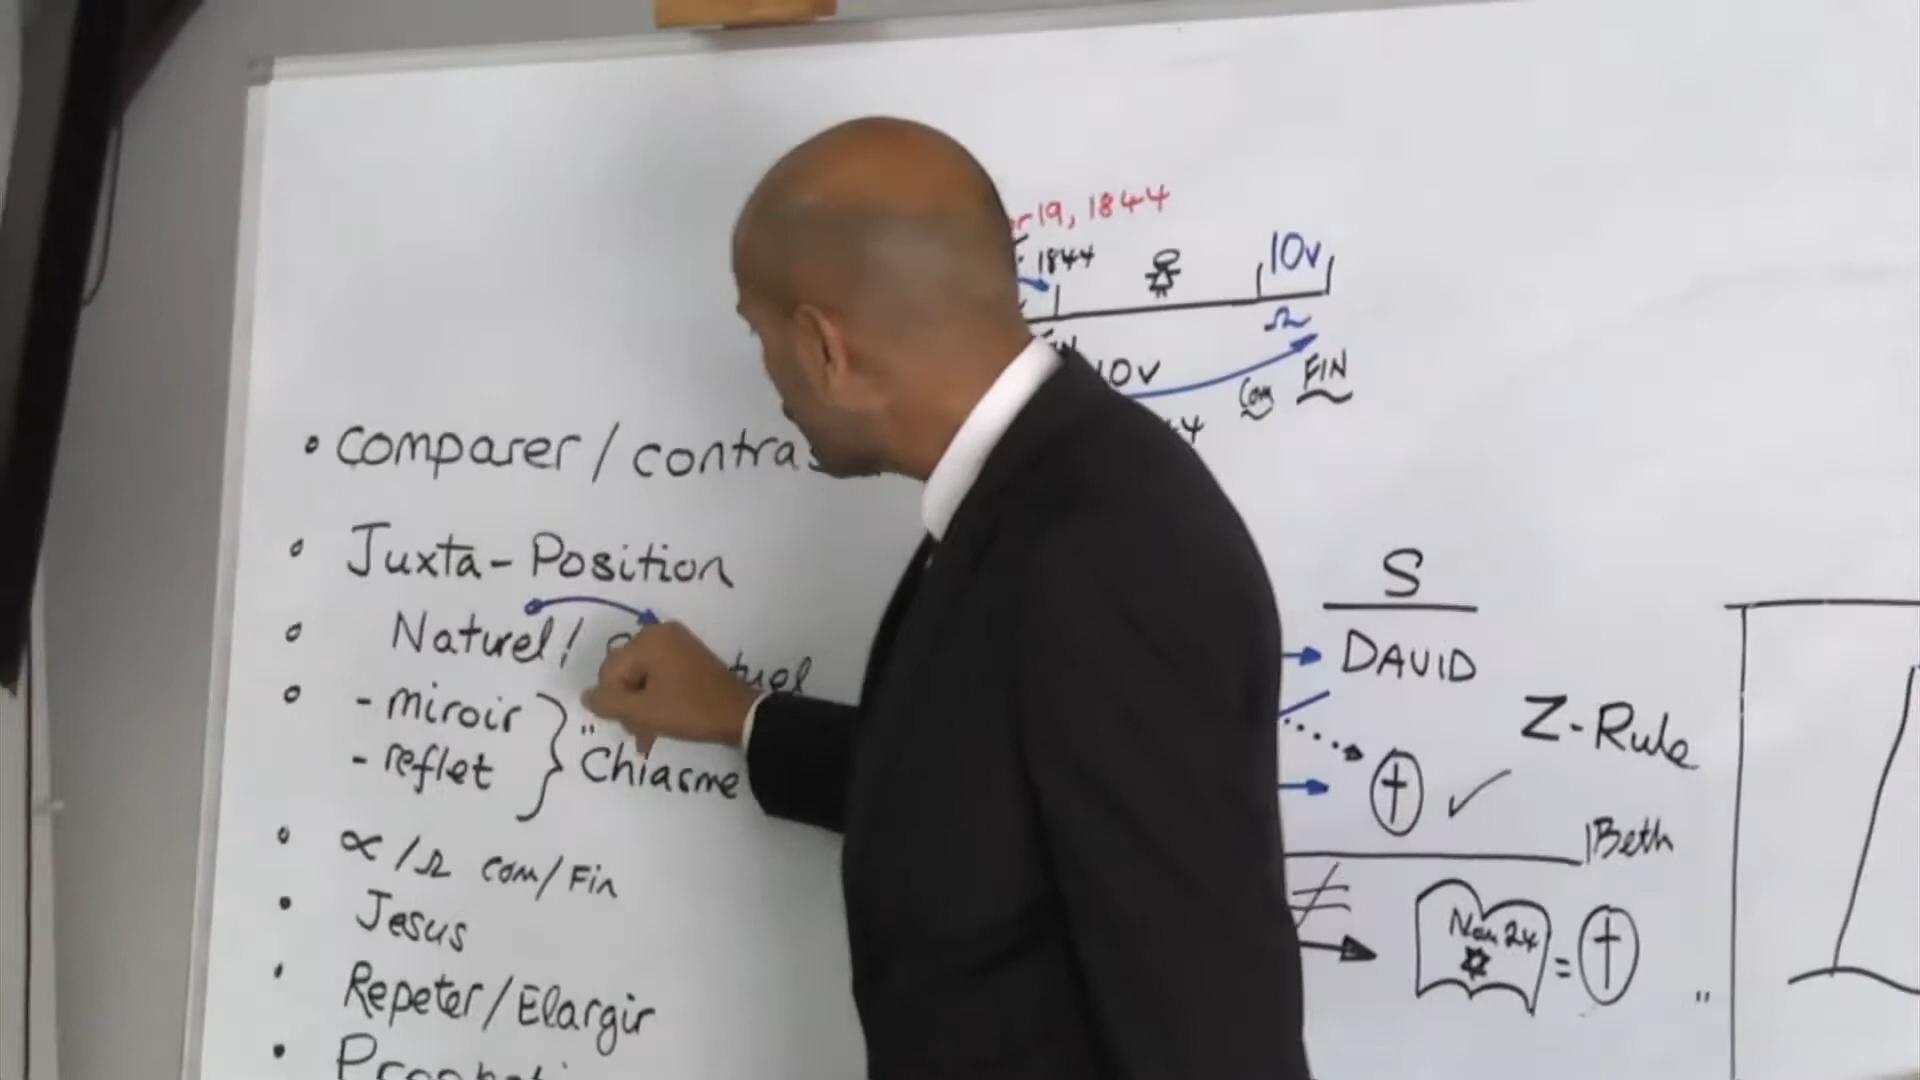 19, 1844
1844
10v
Ω
10v
Com FIN
• Comparer / contras
• Juxta-Position
• Naturel /
• - miroir
- reflet } "Chiasme
• ∝/Ω Com/Fin
• Jesus
• Repeter/Elargir
S
DAVID
Z-Rule
Beth
≠
Nom 24
=